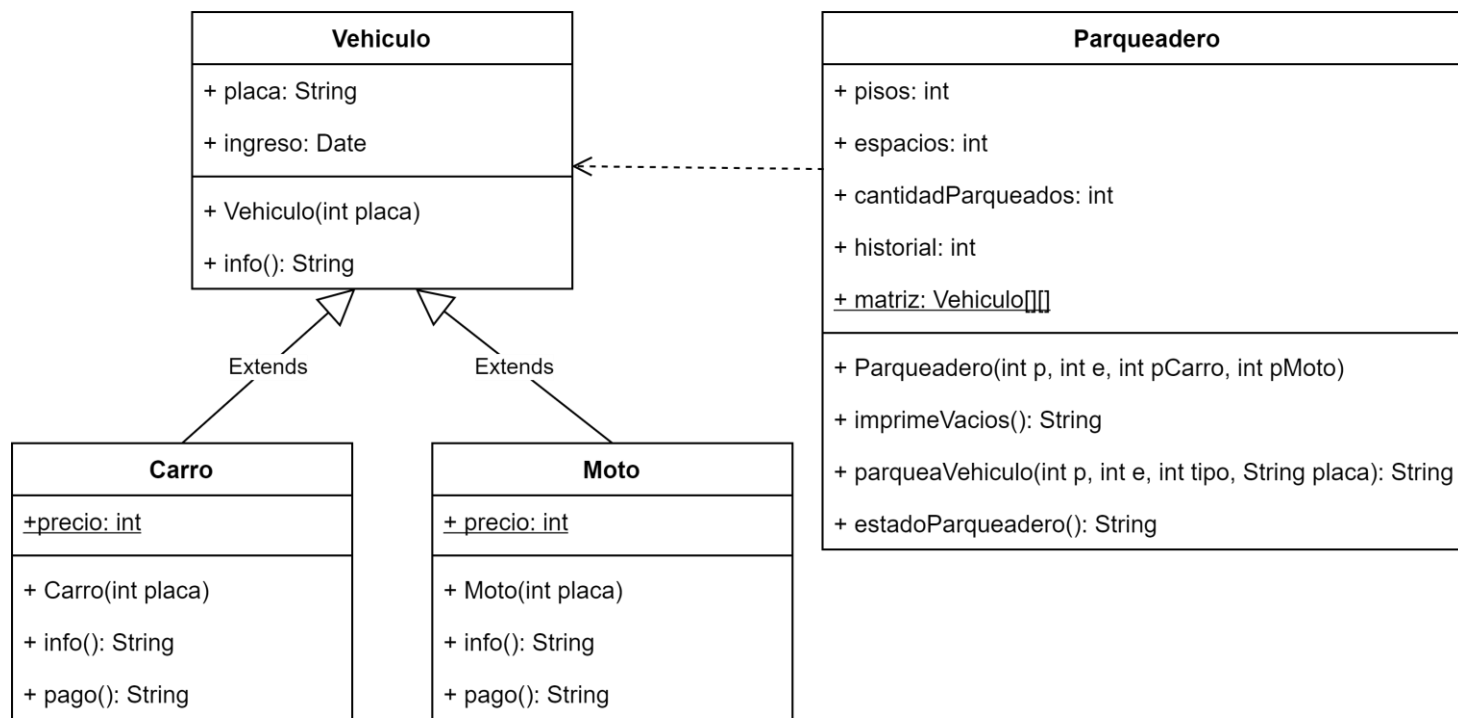 Vehiculo
+ placa: String
+ ingreso: Date
+ Vehiculo(int placa)
+ info(): String
Parqueadero
+ pisos: int
+ espacios: int
+ cantidadParqueados: int
+ historial: int
+ matriz: Vehiculo[][]
+ Parqueadero(int p, int e, int pCarro, int pMoto)
+ imprimeVacios(): String
+ parqueaVehiculo(int p, int e, int tipo, String placa): String
+ estadoParqueadero(): String
Extends
Extends
Carro
+precio: int
+ Carro(int placa)
+ info(): String
+ pago(): String
Moto
+ precio: int
+ Moto(int placa)
+ info(): String
+ pago(): String